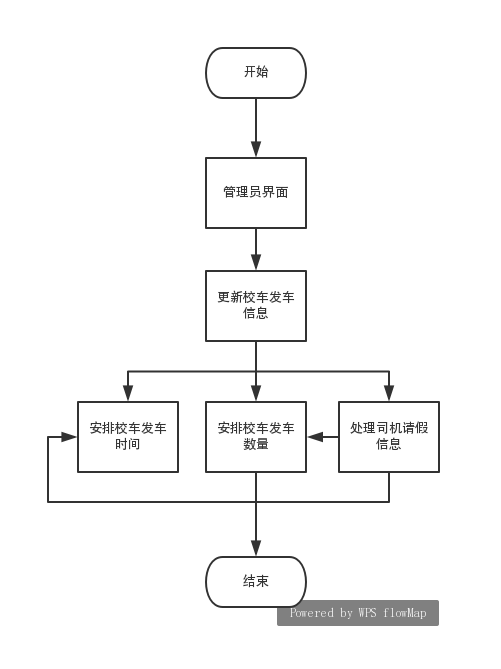 开始
管理员界面
更新校车发车
信息
安排校车发车
时间
安排校车发车
数量
处理司机请假
信息
结束
Powered by WPS flowMap